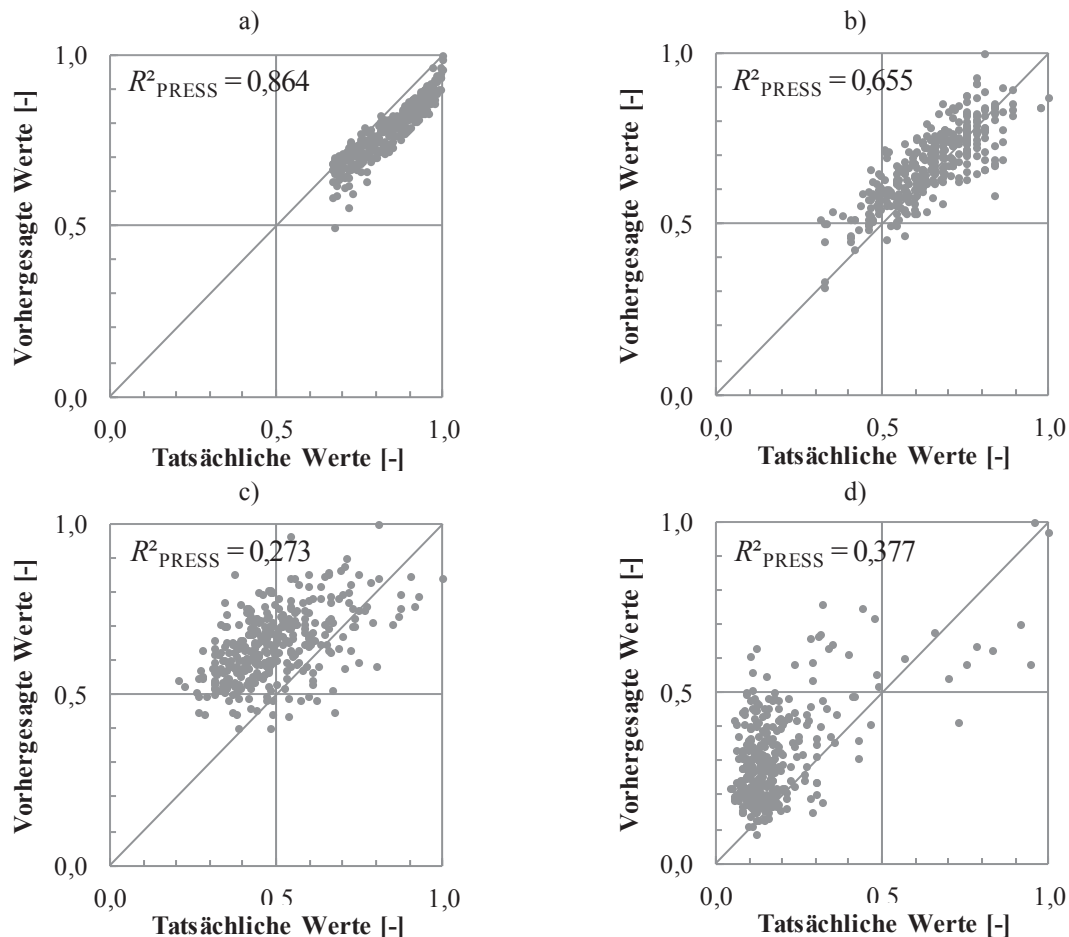 a)
1,0
R²PRESS = 0,864
Vorhergesagte Werte [-]
0,5
0,0
0,0 0,5 1,0
Tatsächliche Werte [-]
b)
1,0
R²PRESS = 0,655
Vorhergesagte Werte [-]
0,5
0,0
0,0 0,5 1,0
Tatsächliche Werte [-]
c)
1,0
R²PRESS = 0,273
Vorhergesagte Werte [-]
0,5
0,0
0,0 0,5 1,0
Tatsächliche Werte [-]
d)
1,0
R²PRESS = 0,377
Vorhergesagte Werte [-]
0,5
0,0
0,0 0,5 1,0
Tatsächliche Werte [-]